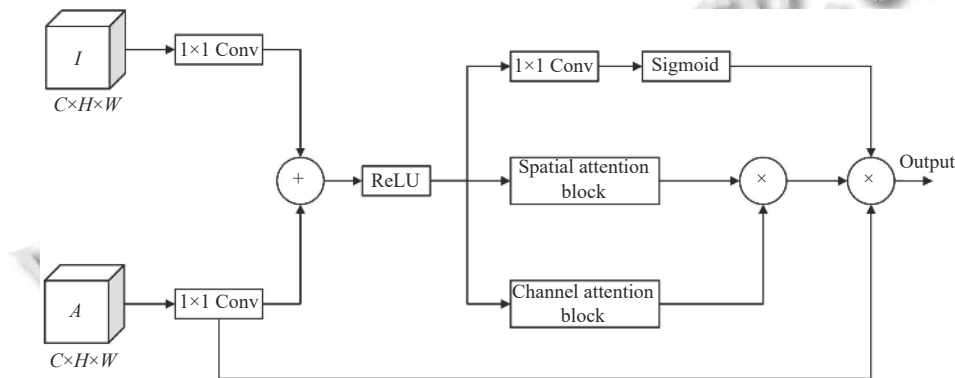 I
C×H×W
1×1 Conv
1×1 Conv
Sigmoid
+
ReLU
Spatial attention
block
×
×
Output
A
C×H×W
1×1 Conv
Channel attention
block